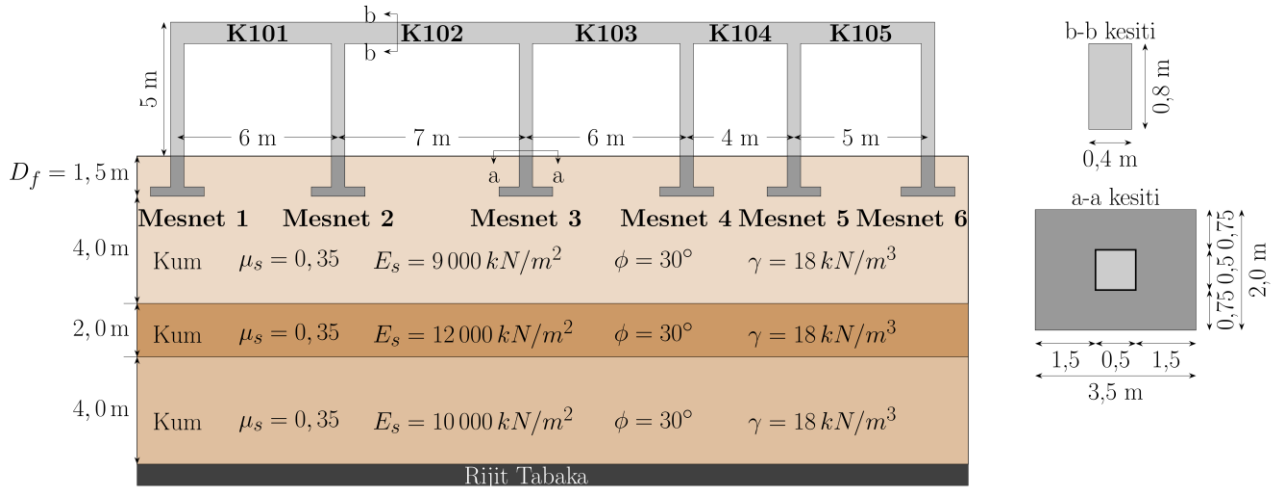 b
K101 K102 K103 K104 K105
b
5 m
6 m 7 m 6 m 4 m 5 m
D_f = 1, 5 m
a a
Mesnet 1 Mesnet 2 Mesnet 3 Mesnet 4 Mesnet 5 Mesnet 6
4, 0 m
Kum μ_s = 0, 35 E_s = 9 000 kN/m² ϕ = 30° γ = 18 kN/m³
2, 0 m
Kum μ_s = 0, 35 E_s = 12 000 kN/m² ϕ = 30° γ = 18 kN/m³
4, 0 m
Kum μ_s = 0, 35 E_s = 10 000 kN/m² ϕ = 30° γ = 18 kN/m³
Rijit Tabaka
b-b kesiti
0,8 m
0,4 m
a-a kesiti
0,75 0,5 0,75
2,0 m
1,5 0,5 1,5
3,5 m